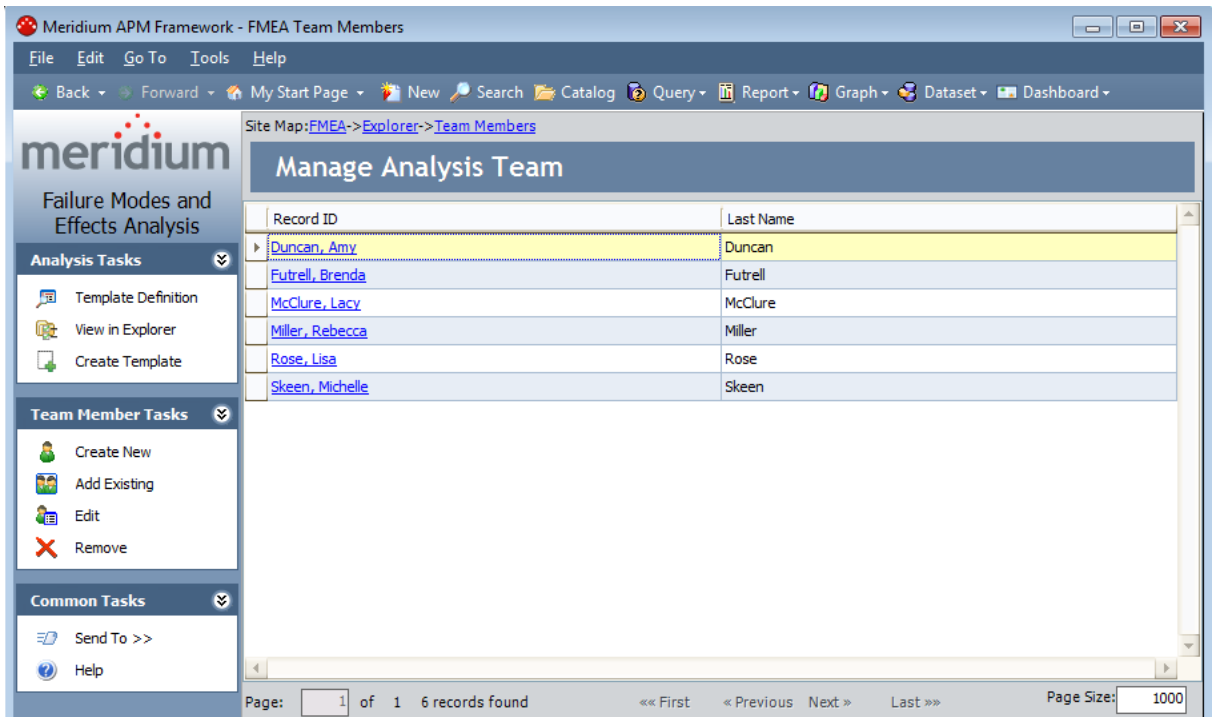 Meridium APM Framework - FMEA Team Members
File Edit Go To Tools Help
Back Forward My Start Page New Search Catalog Query Report Graph Dataset Dashboard
meridium
Failure Modes and
Effects Analysis
Analysis Tasks
Template Definition
View in Explorer
Create Template
Team Member Tasks
Create New
Add Existing
Edit
Remove
Common Tasks
Send To >>
Help
Site Map:FMEA->Explorer->Team Members
Manage Analysis Team
Record ID Last Name
Duncan, Amy Duncan
Futrell, Brenda Futrell
McClure, Lacy McClure
Miller, Rebecca Miller
Rose, Lisa Rose
Skeen, Michelle Skeen
Page: 1 of 1 6 records found «« First « Previous Next » Last »» Page Size: 1000